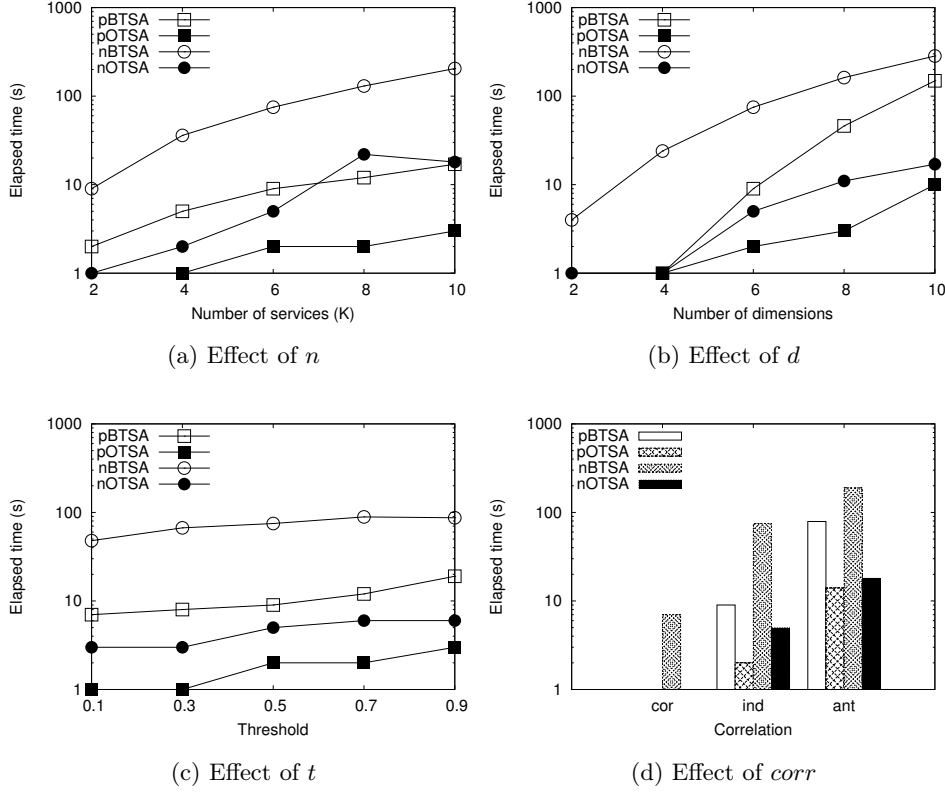 1000
100
10
1
Elapsed time (s)
pBTSA
pOTSA
nBTSA
nOTSA
2 4 6 8 10
Number of services (K)
(a) Effect of n
1000
100
10
1
Elapsed time (s)
pBTSA
pOTSA
nBTSA
nOTSA
2 4 6 8 10
Number of dimensions
(b) Effect of d
1000
100
10
1
Elapsed time (s)
pBTSA
pOTSA
nBTSA
nOTSA
0.1 0.3 0.5 0.7 0.9
Threshold
(c) Effect of t
1000
100
10
1
Elapsed time (s)
pBTSA
pOTSA
nBTSA
nOTSA
cor ind ant
Correlation
(d) Effect of corr